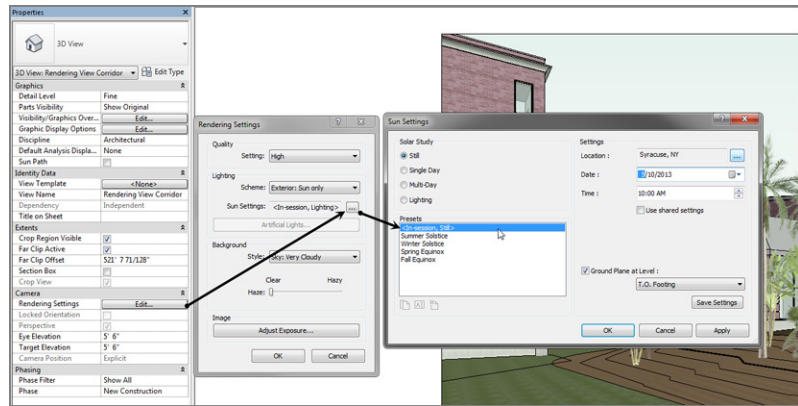 Properties
3D View
3D View: Rendering View Corridor Edit Type
Graphics
Detail Level Fine
Parts Visibility Show Original
Visibility/Graphics Over... Edit...
Graphic Display Options Edit...
Discipline Architectural
Default Analysis Displa... None
Sun Path
Identity Data
View Template <None>
View Name Rendering View Corridor
Dependency Independent
Title on Sheet
Extents
Crop Region Visible
Far Clip Active
Far Clip Offset 521' 7 71/128"
Section Box
Crop View
Camera
Rendering Settings Edit...
Locked Orientation
Perspective
Eye Elevation 5' 6"
Target Elevation 5' 6"
Camera Position Explicit
Phasing
Phase Filter Show All
Phase New Construction
Rendering Settings
Quality
Setting: High
Lighting
Scheme: Exterior: Sun only
Sun Settings: <In-session, Lighting> ...
Artificial Lights...
Background
Style: Sky: Very Cloudy
Clear Hazy
Haze:
Image
Adjust Exposure...
OK Cancel
Sun Settings
Solar Study
Still
Single Day
Multi-Day
Lighting
Presets
<In-session, Still>
Summer Solstice
Winter Solstice
Spring Equinox
Fall Equinox
Settings
Location : Syracuse, NY ...
Date : /10/2013
Time : 10:00 AM
Use shared settings
Ground Plane at Level :
T.O. Footing
Save Settings
OK Cancel Apply